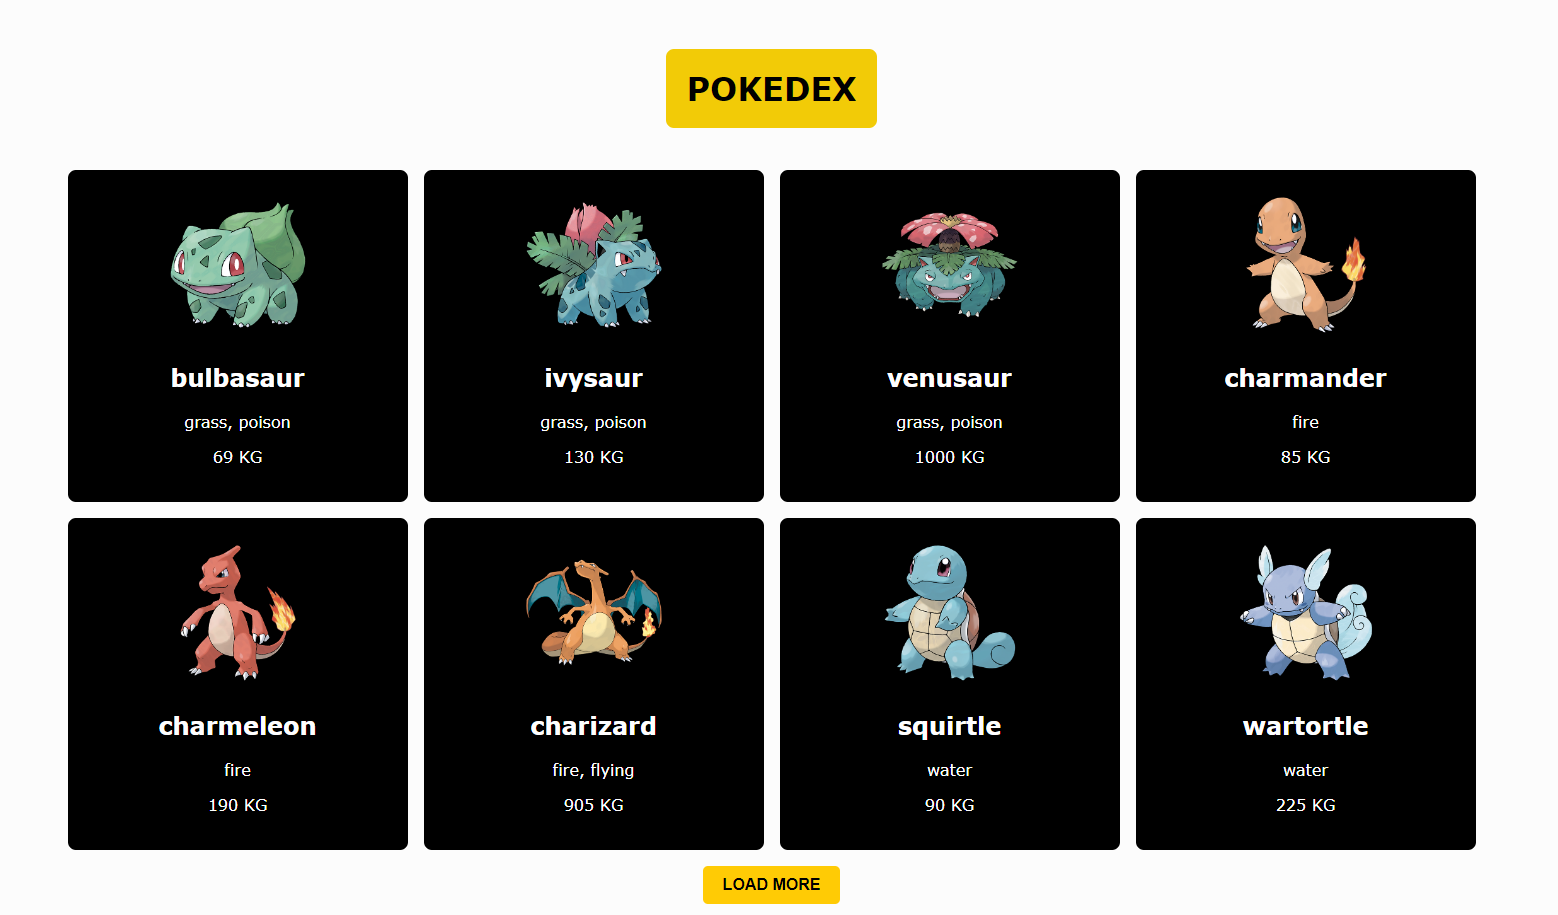 POKEDEX
bulbasaur
grass, poison
69 KG
ivysaur
grass, poison
130 KG
venusaur
grass, poison
1000 KG
charmander
fire
85 KG
charmeleon
fire
190 KG
charizard
fire, flying
905 KG
squirtle
water
90 KG
wartortle
water
225 KG
LOAD MORE